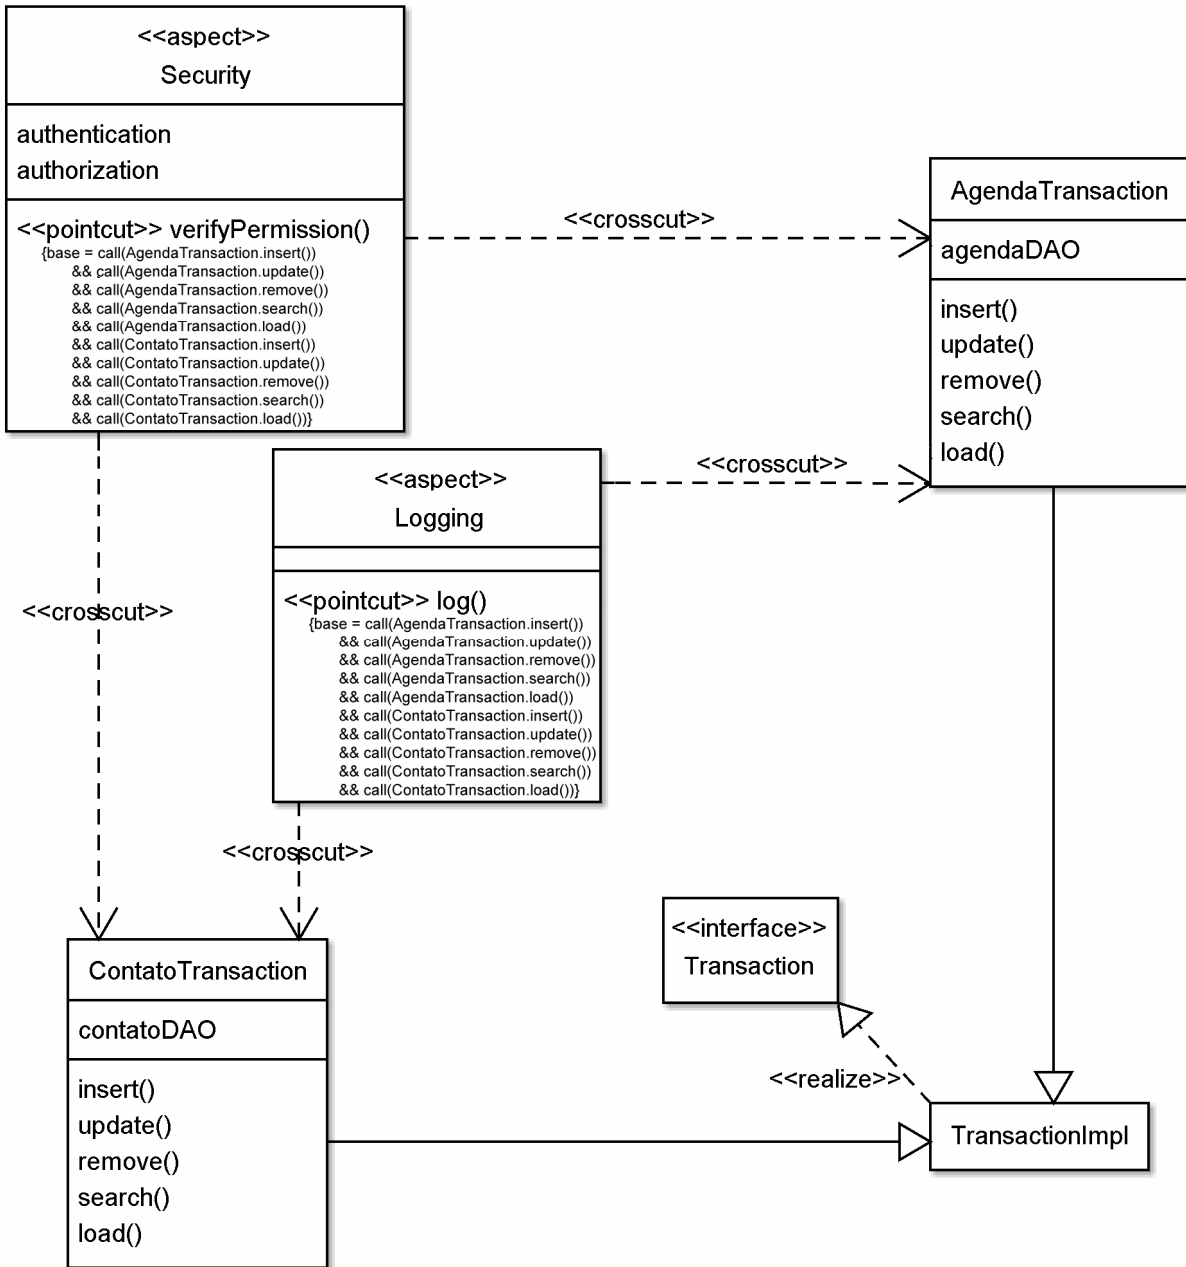 <<aspect>>
Security
authentication
authorization
<<pointcut>> verifyPermission()
{base = call(AgendaTransaction.insert())
&& call(AgendaTransaction.update())
&& call(AgendaTransaction.remove())
&& call(AgendaTransaction.search())
&& call(AgendaTransaction.load())
&& call(ContatoTransaction.insert())
&& call(ContatoTransaction.update())
&& call(ContatoTransaction.remove())
&& call(ContatoTransaction.search())
&& call(ContatoTransaction.load())}
<<crosscut>>
AgendaTransaction
agendaDAO
insert()
update()
remove()
search()
load()
<<crosscut>>
<<aspect>>
Logging
<<pointcut>> log()
{base = call(AgendaTransaction.insert())
&& call(AgendaTransaction.update())
&& call(AgendaTransaction.remove())
&& call(AgendaTransaction.search())
&& call(AgendaTransaction.load())
&& call(ContatoTransaction.insert())
&& call(ContatoTransaction.update())
&& call(ContatoTransaction.remove())
&& call(ContatoTransaction.search())
&& call(ContatoTransaction.load())}
<<crosscut>>
<<crosscut>>
ContatoTransaction
contatoDAO
insert()
update()
remove()
search()
load()
<<interface>>
Transaction
<<realize>>
TransactionImpl